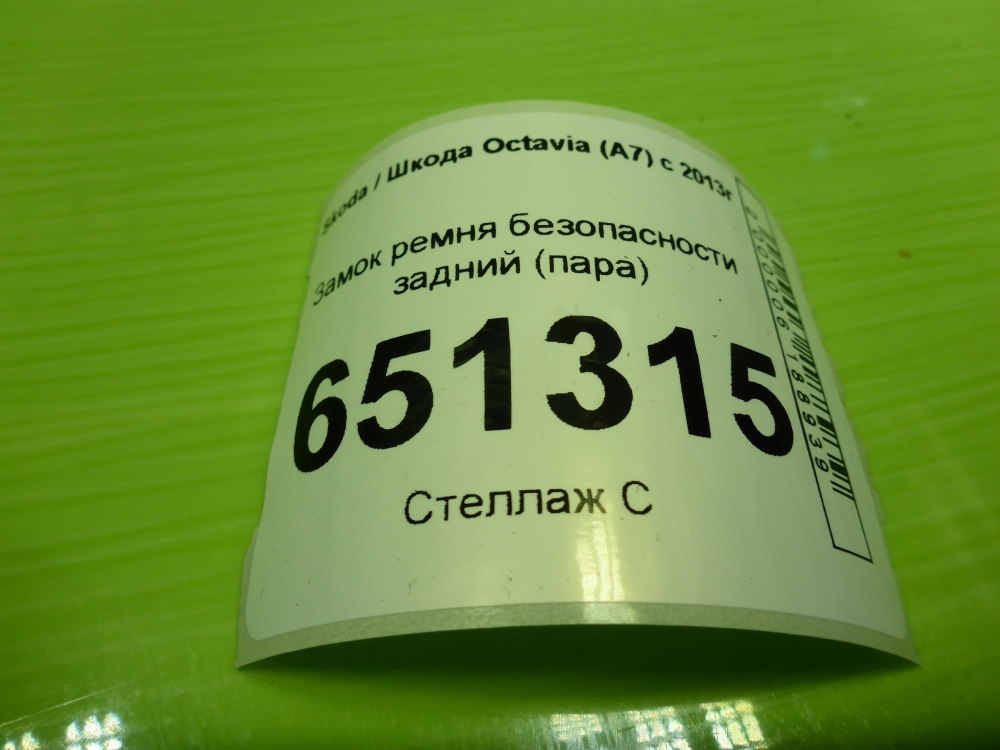 Skoda / Шкода Octavia (A7) с 2013г
Замок ремня безопасности
задний (пара)
651315
Стеллаж С